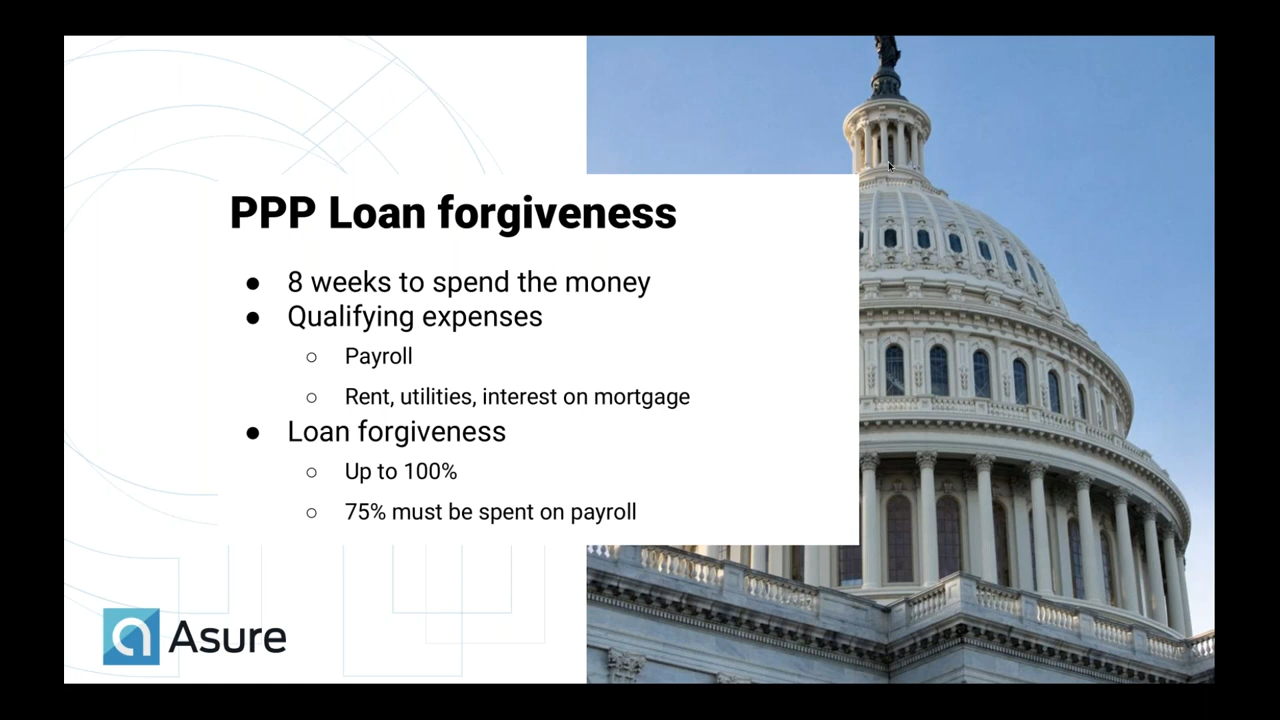 PPP Loan forgiveness
● 8 weeks to spend the money
● Qualifying expenses
○ Payroll
○ Rent, utilities, interest on mortgage
● Loan forgiveness
○ Up to 100%
○ 75% must be spent on payroll
Asure